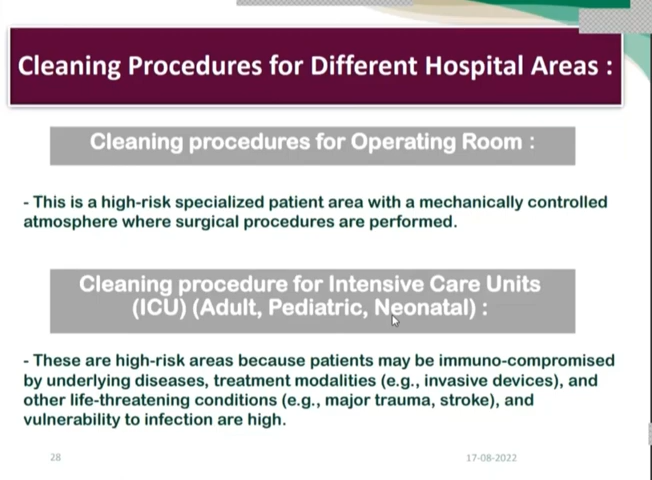 Cleaning Procedures for Different Hospital Areas :
Cleaning procedures for Operating Room :
- This is a high-risk specialized patient area with a mechanically controlled
atmosphere where surgical procedures are performed.
Cleaning procedure for Intensive Care Units
(ICU) (Adult, Pediatric, Neonatal) :
- These are high-risk areas because patients may be immuno-compromised
by underlying diseases, treatment modalities (e.g., invasive devices), and
other life-threatening conditions (e.g., major trauma, stroke), and
vulnerability to infection are high.
28
17-08-2022